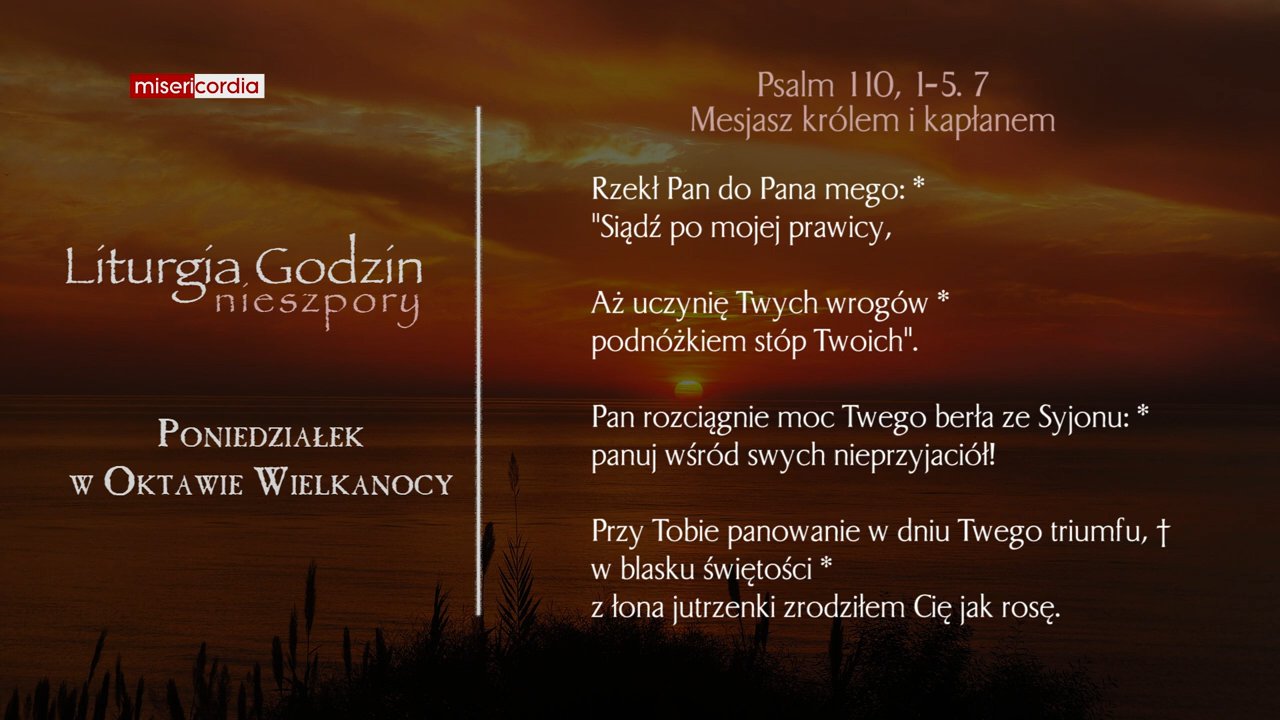 misericordia
Liturgia Godzin
nieszpory
Poniedziałek
w Oktawie Wielkanocy
Psalm 110, 1-5. 7
Mesjasz królem i kapłanem
Rzekł Pan do Pana mego: *
"Siądź po mojej prawicy,
Aż uczynię Twych wrogów *
podnóżkiem stóp Twoich".
Pan rozciągnie moc Twego berła ze Syjonu: *
panuj wśród swych nieprzyjaciół!
Przy Tobie panowanie w dniu Twego triumfu, †
w blasku świętości *
z łona jutrzenki zrodziłem Cię jak rosę.